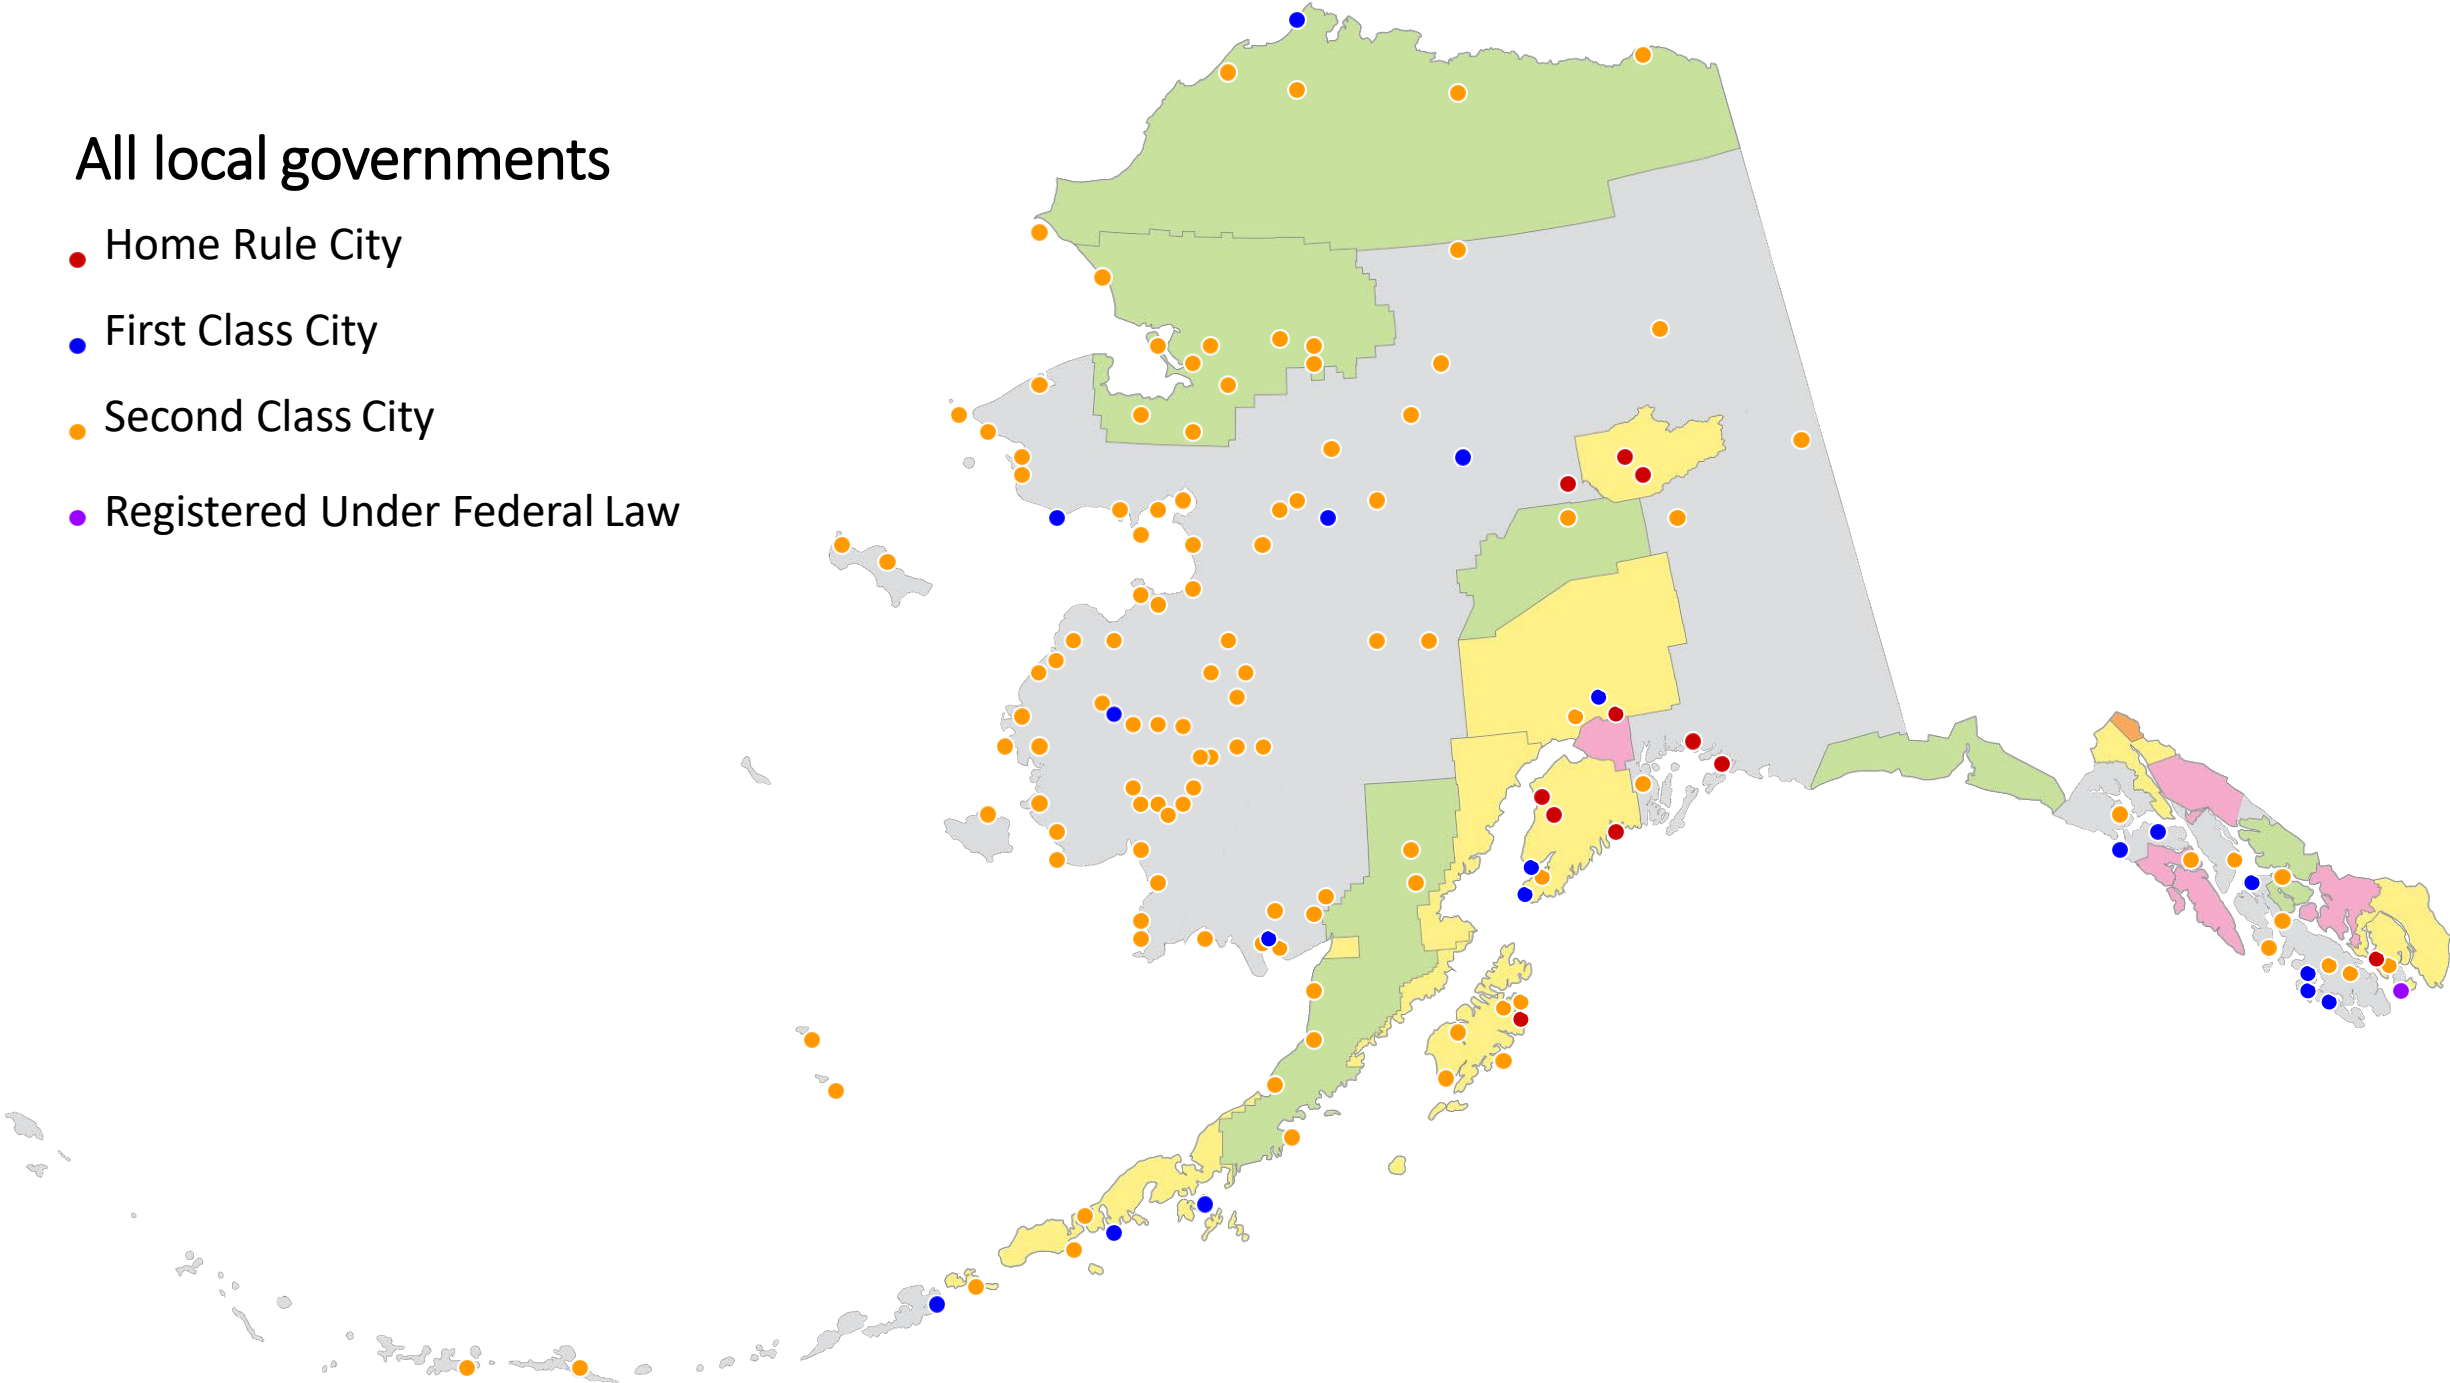 All local governments
Home Rule City
First Class City
Second Class City
Registered Under Federal Law